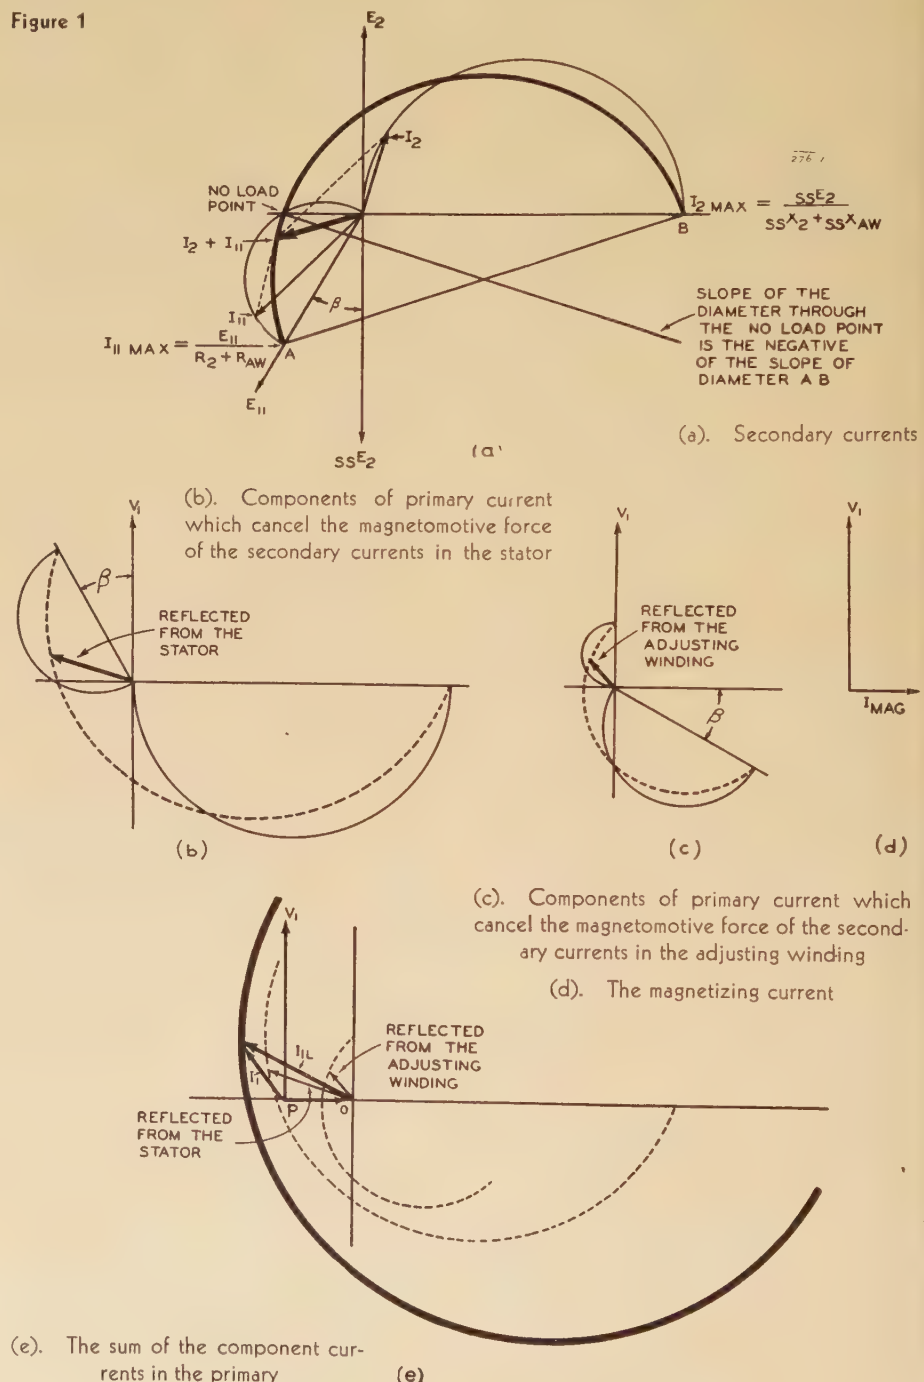 Figure 1
E2
I2
276
NO LOAD
POINT
I2 MAX = SSE2 / SSX2 + SSXAW
B
I2 + I11
β
SLOPE OF THE
DIAMETER THROUGH
THE NO LOAD POINT
IS THE NEGATIVE
OF THE SLOPE OF
DIAMETER A B
I11
I11 MAX = E11 / R2 + RAW
A
E11
SSE2
(a)
(a). Secondary currents
(b). Components of primary current
which cancel the magnetomotive force
of the secondary currents in the stator
V1
β
REFLECTED
FROM THE
STATOR
(b)
V1
REFLECTED
FROM THE
ADJUSTING
WINDING
β
(c)
V1
IMAG
(d)
(c). Components of primary current which
cancel the magnetomotive force of the second-
ary currents in the adjusting winding
(d). The magnetizing current
V1
REFLECTED
FROM THE
ADJUSTING
WINDING
I1L
I1
P
O
REFLECTED
FROM THE
STATOR
(e). The sum of the component cur-
rents in the primary
(e)